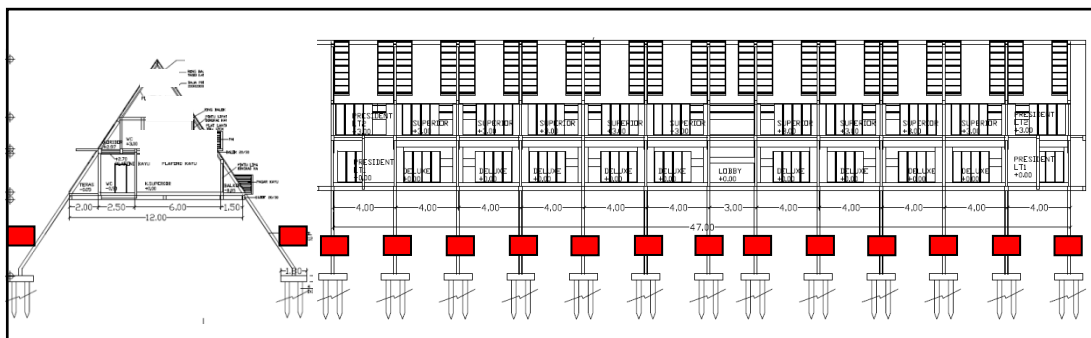 WC
+3.00
PLAFOND KAYU
TERAS
-0.05
WC
BALKON
2.00 2.50 6.00 1.50
12.00
1.80
PRESIDENT
LT2
+3.00
SUPERIOR
+3.00
SUPERIOR
+3.00
SUPERIOR
+3.00
SUPERIOR
+3.00
SUPERIOR
+3.00
SUPERIOR
+3.00
SUPERIOR
+3.00
SUPERIOR
+3.00
SUPERIOR
+3.00
PRESIDENT
LT2
+3.00
PRESIDENT
LT1
+0.00
DELUXE
+0.00
DELUXE
+0.00
DELUXE
+0.00
DELUXE
+0.00
DELUXE
+0.00
LOBBY
+0.00
DELUXE
+0.00
DELUXE
+0.00
DELUXE
+0.00
DELUXE
+0.00
PRESIDENT
LT1
+0.00
4.00 4.00 4.00 4.00 4.00 4.00 3.00 4.00 4.00 4.00 4.00 4.00
47.00